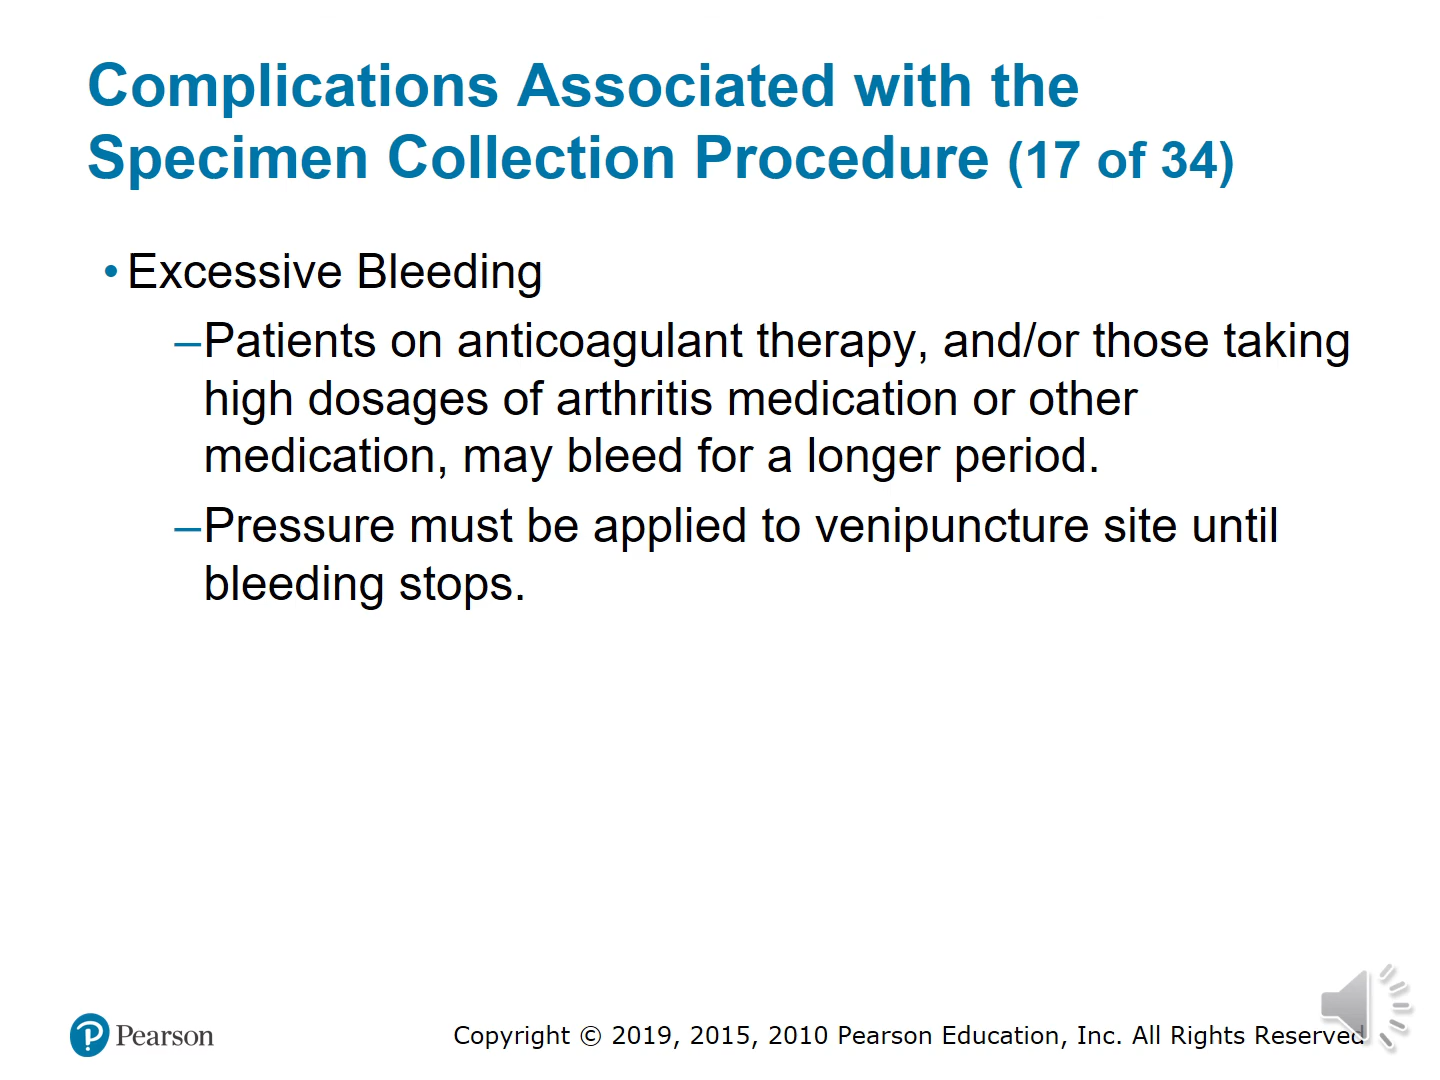 Complications Associated with the
Specimen Collection Procedure (17 of 34)
• Excessive Bleeding
–Patients on anticoagulant therapy, and/or those taking
high dosages of arthritis medication or other
medication, may bleed for a longer period.
–Pressure must be applied to venipuncture site until
bleeding stops.
Pearson
Copyright © 2019, 2015, 2010 Pearson Education, Inc. All Rights Reserved